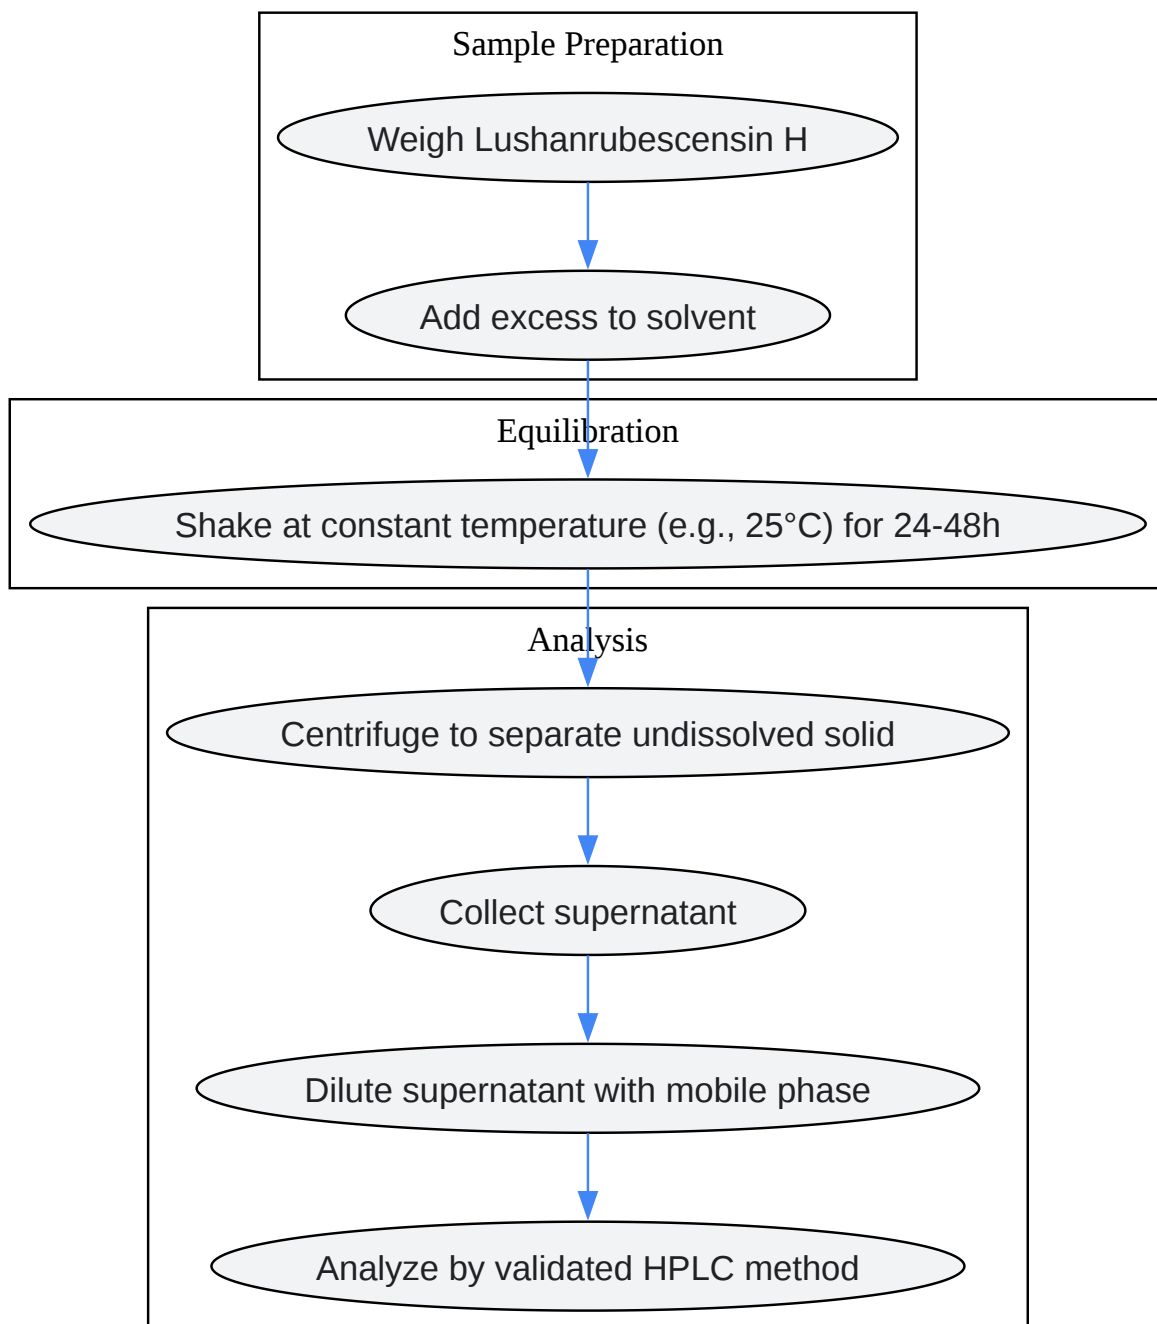 Sample Preparation
Weigh Lushanrubescensin H
Add excess to solvent
Equilibration
Shake at constant temperature (e.g., 25°C) for 24-48h
Analysis
Centrifuge to separate undissolved solid
Collect supernatant
Dilute supernatant with mobile phase
Analyze by validated HPLC method